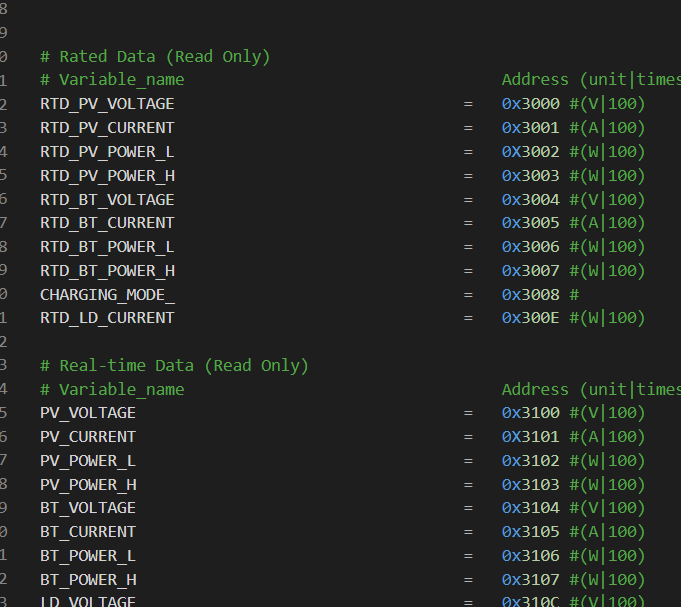 8
9
0 # Rated Data (Read Only)
1 # Variable_name Address (unit|times
2 RTD_PV_VOLTAGE = 0x3000 #(V|100)
3 RTD_PV_CURRENT = 0x3001 #(A|100)
4 RTD_PV_POWER_L = 0X3002 #(W|100)
5 RTD_PV_POWER_H = 0x3003 #(W|100)
6 RTD_BT_VOLTAGE = 0x3004 #(V|100)
7 RTD_BT_CURRENT = 0x3005 #(A|100)
8 RTD_BT_POWER_L = 0x3006 #(W|100)
9 RTD_BT_POWER_H = 0x3007 #(W|100)
0 CHARGING_MODE_ = 0x3008 #
1 RTD_LD_CURRENT = 0x300E #(W|100)
2
3 # Real-time Data (Read Only)
4 # Variable_name Address (unit|times
5 PV_VOLTAGE = 0x3100 #(V|100)
6 PV_CURRENT = 0x3101 #(A|100)
7 PV_POWER_L = 0x3102 #(W|100)
8 PV_POWER_H = 0x3103 #(W|100)
9 BT_VOLTAGE = 0x3104 #(V|100)
0 BT_CURRENT = 0x3105 #(A|100)
1 BT_POWER_L = 0x3106 #(W|100)
2 BT_POWER_H = 0x3107 #(W|100)
3 LD_VOLTAGE = 0x310C #(V|100)